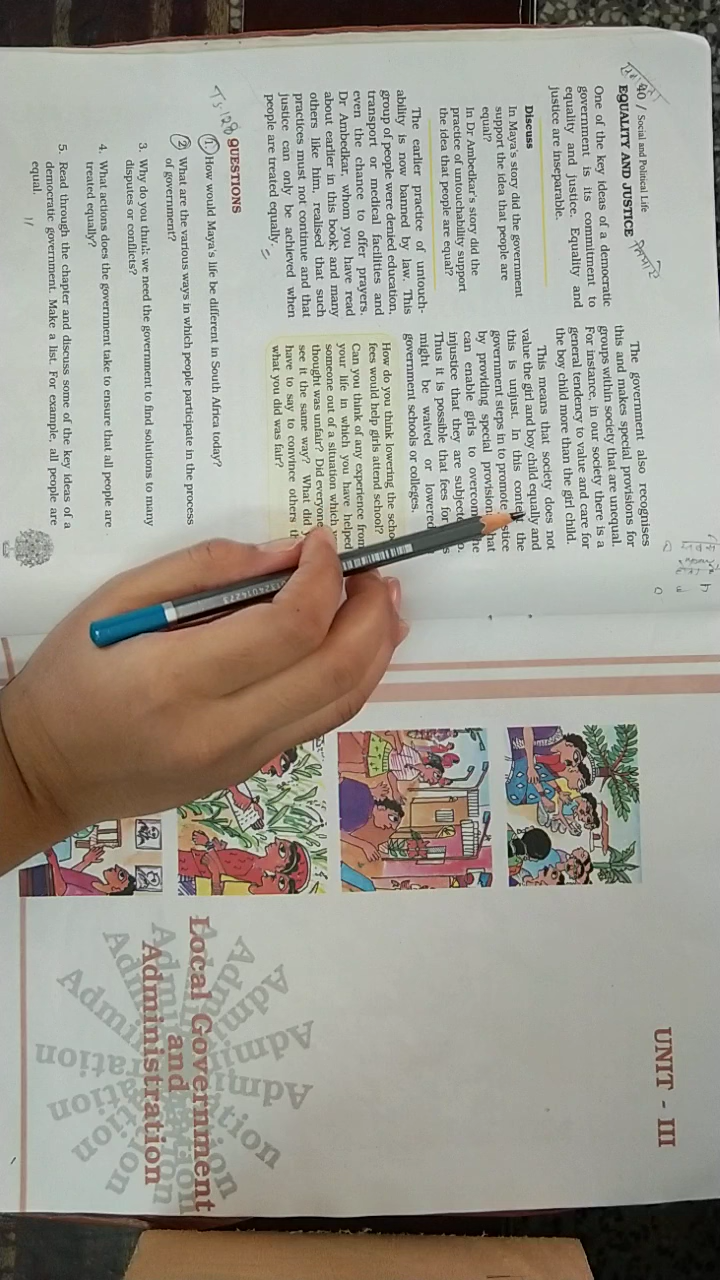 40 / Social and Political Life
EQUALITY AND JUSTICE
One of the key ideas of a democratic
government is its commitment to
equality and justice. Equality and
justice are inseparable.
Discuss
In Maya's story did the government
support the idea that people are
equal?
In Dr Ambedkar's story did the
practice of untouchability support
the idea that people are equal?
The earlier practice of untouch-
ability is now banned by law. This
group of people were denied education,
transport or medical facilities and
even the chance to offer prayers.
Dr Ambedkar, whom you have read
about earlier in this book, and many
others like him, realised that such
practices must not continue and that
justice can only be achieved when
people are treated equally.
The government also recognises
this and makes special provisions for
groups within society that are unequal.
For instance, in our society there is a
general tendency to value and care for
the boy child more than the girl child.
This means that society does not
value the girl and boy child equally and
this is unjust. In this the
government steps in to promote
by providing special
can enable girls to
injustice that they are
Thus it is possible that fees for
might be waived or lowered
government schools or colleges.
How do you think lowering the
fees would help girls attend school?
Can you think of any experience from
your life in which you have helped
someone out of a situation which
thought was unfair? Did everyone
see it the same way? What did
have to say to convince others
what you did was fair?
QUESTIONS
1. How would Maya's life be different in South Africa today?
2. What are the various ways in which people participate in the process
of government?
3. Why do you think we need the government to find solutions to many
disputes or conflicts?
4. What actions does the government take to ensure that all people are
treated equally?
5. Read through the chapter and discuss some of the key ideas of a
democratic government. Make a list. For example, all people are
equal.
UNIT - III
Local Government
and
Administration